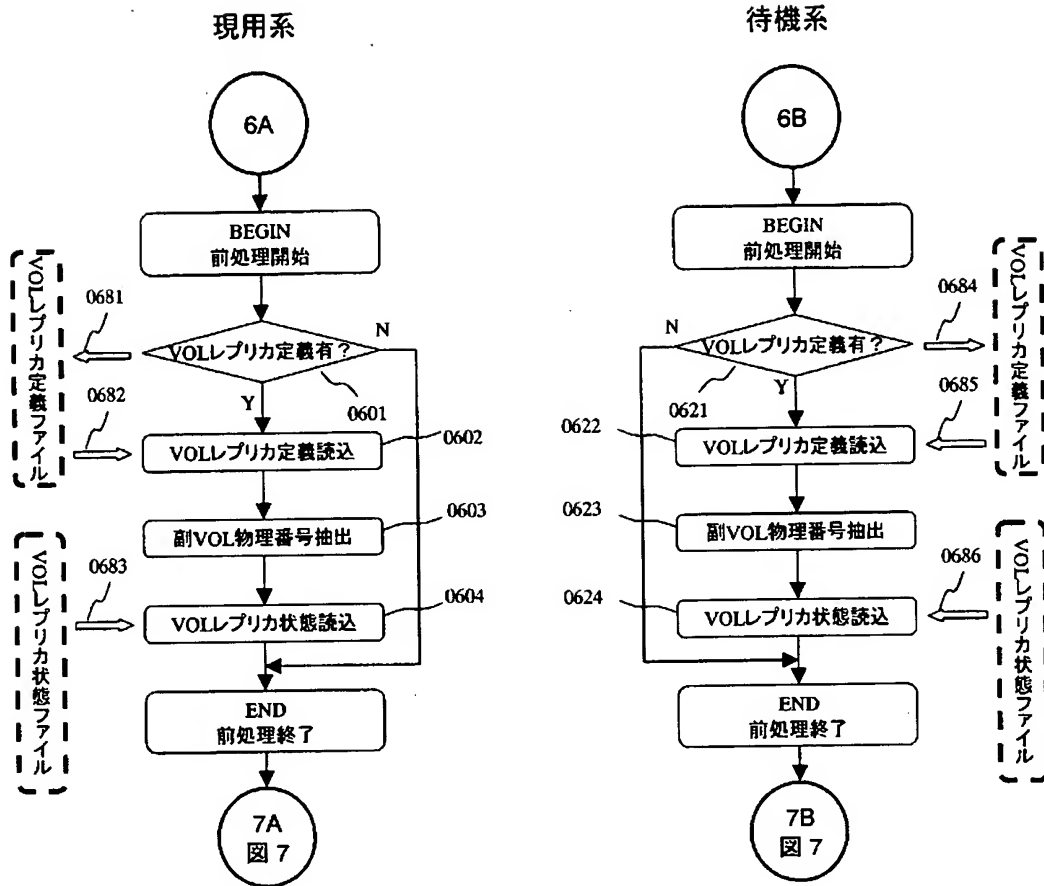 現用系
6A
BEGIN
前処理開始
VOLレプリカ定義ファイル
0681
VOLレプリカ定義有?
N
Y
0601
0682
VOLレプリカ定義読込
0602
副VOL物理番号抽出
0603
VOLレプリカ状態ファイル
0683
VOLレプリカ状態読込
0604
END
前処理終了
7A
図7
待機系
6B
BEGIN
前処理開始
VOLレプリカ定義ファイル
0684
VOLレプリカ定義有?
N
Y
0621
0685
VOLレプリカ定義読込
0622
副VOL物理番号抽出
0623
VOLレプリカ状態ファイル
0686
VOLレプリカ状態読込
0624
END
前処理終了
7B
図7